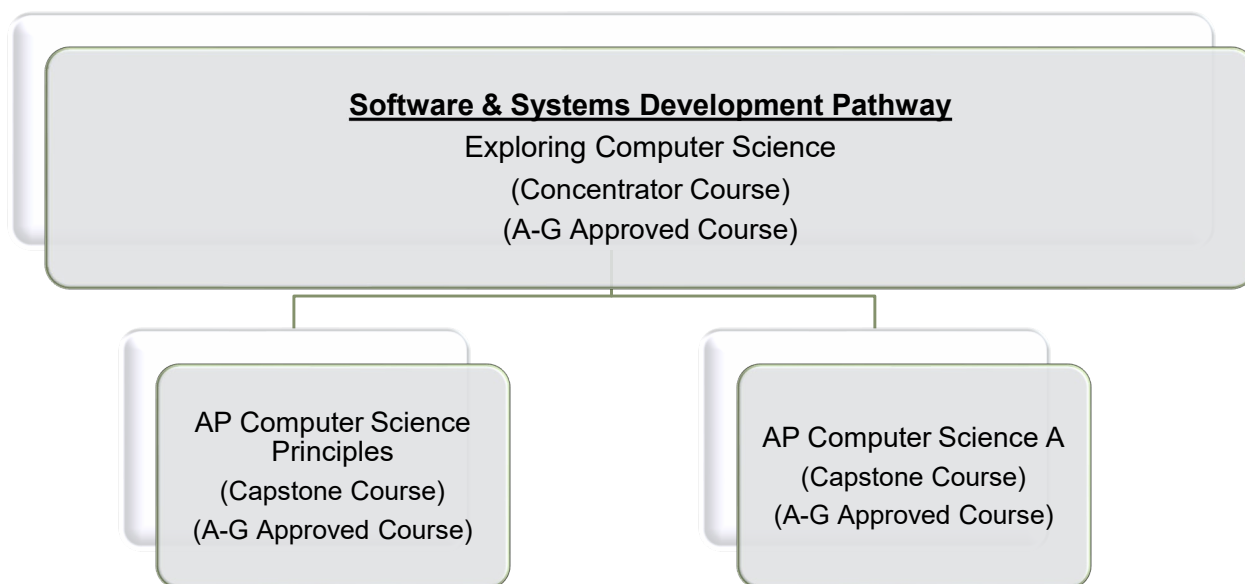 Software & Systems Development Pathway
Exploring Computer Science
(Concentrator Course)
(A-G Approved Course)
AP Computer Science
Principles
(Capstone Course)
(A-G Approved Course)
AP Computer Science A
(Capstone Course)
(A-G Approved Course)